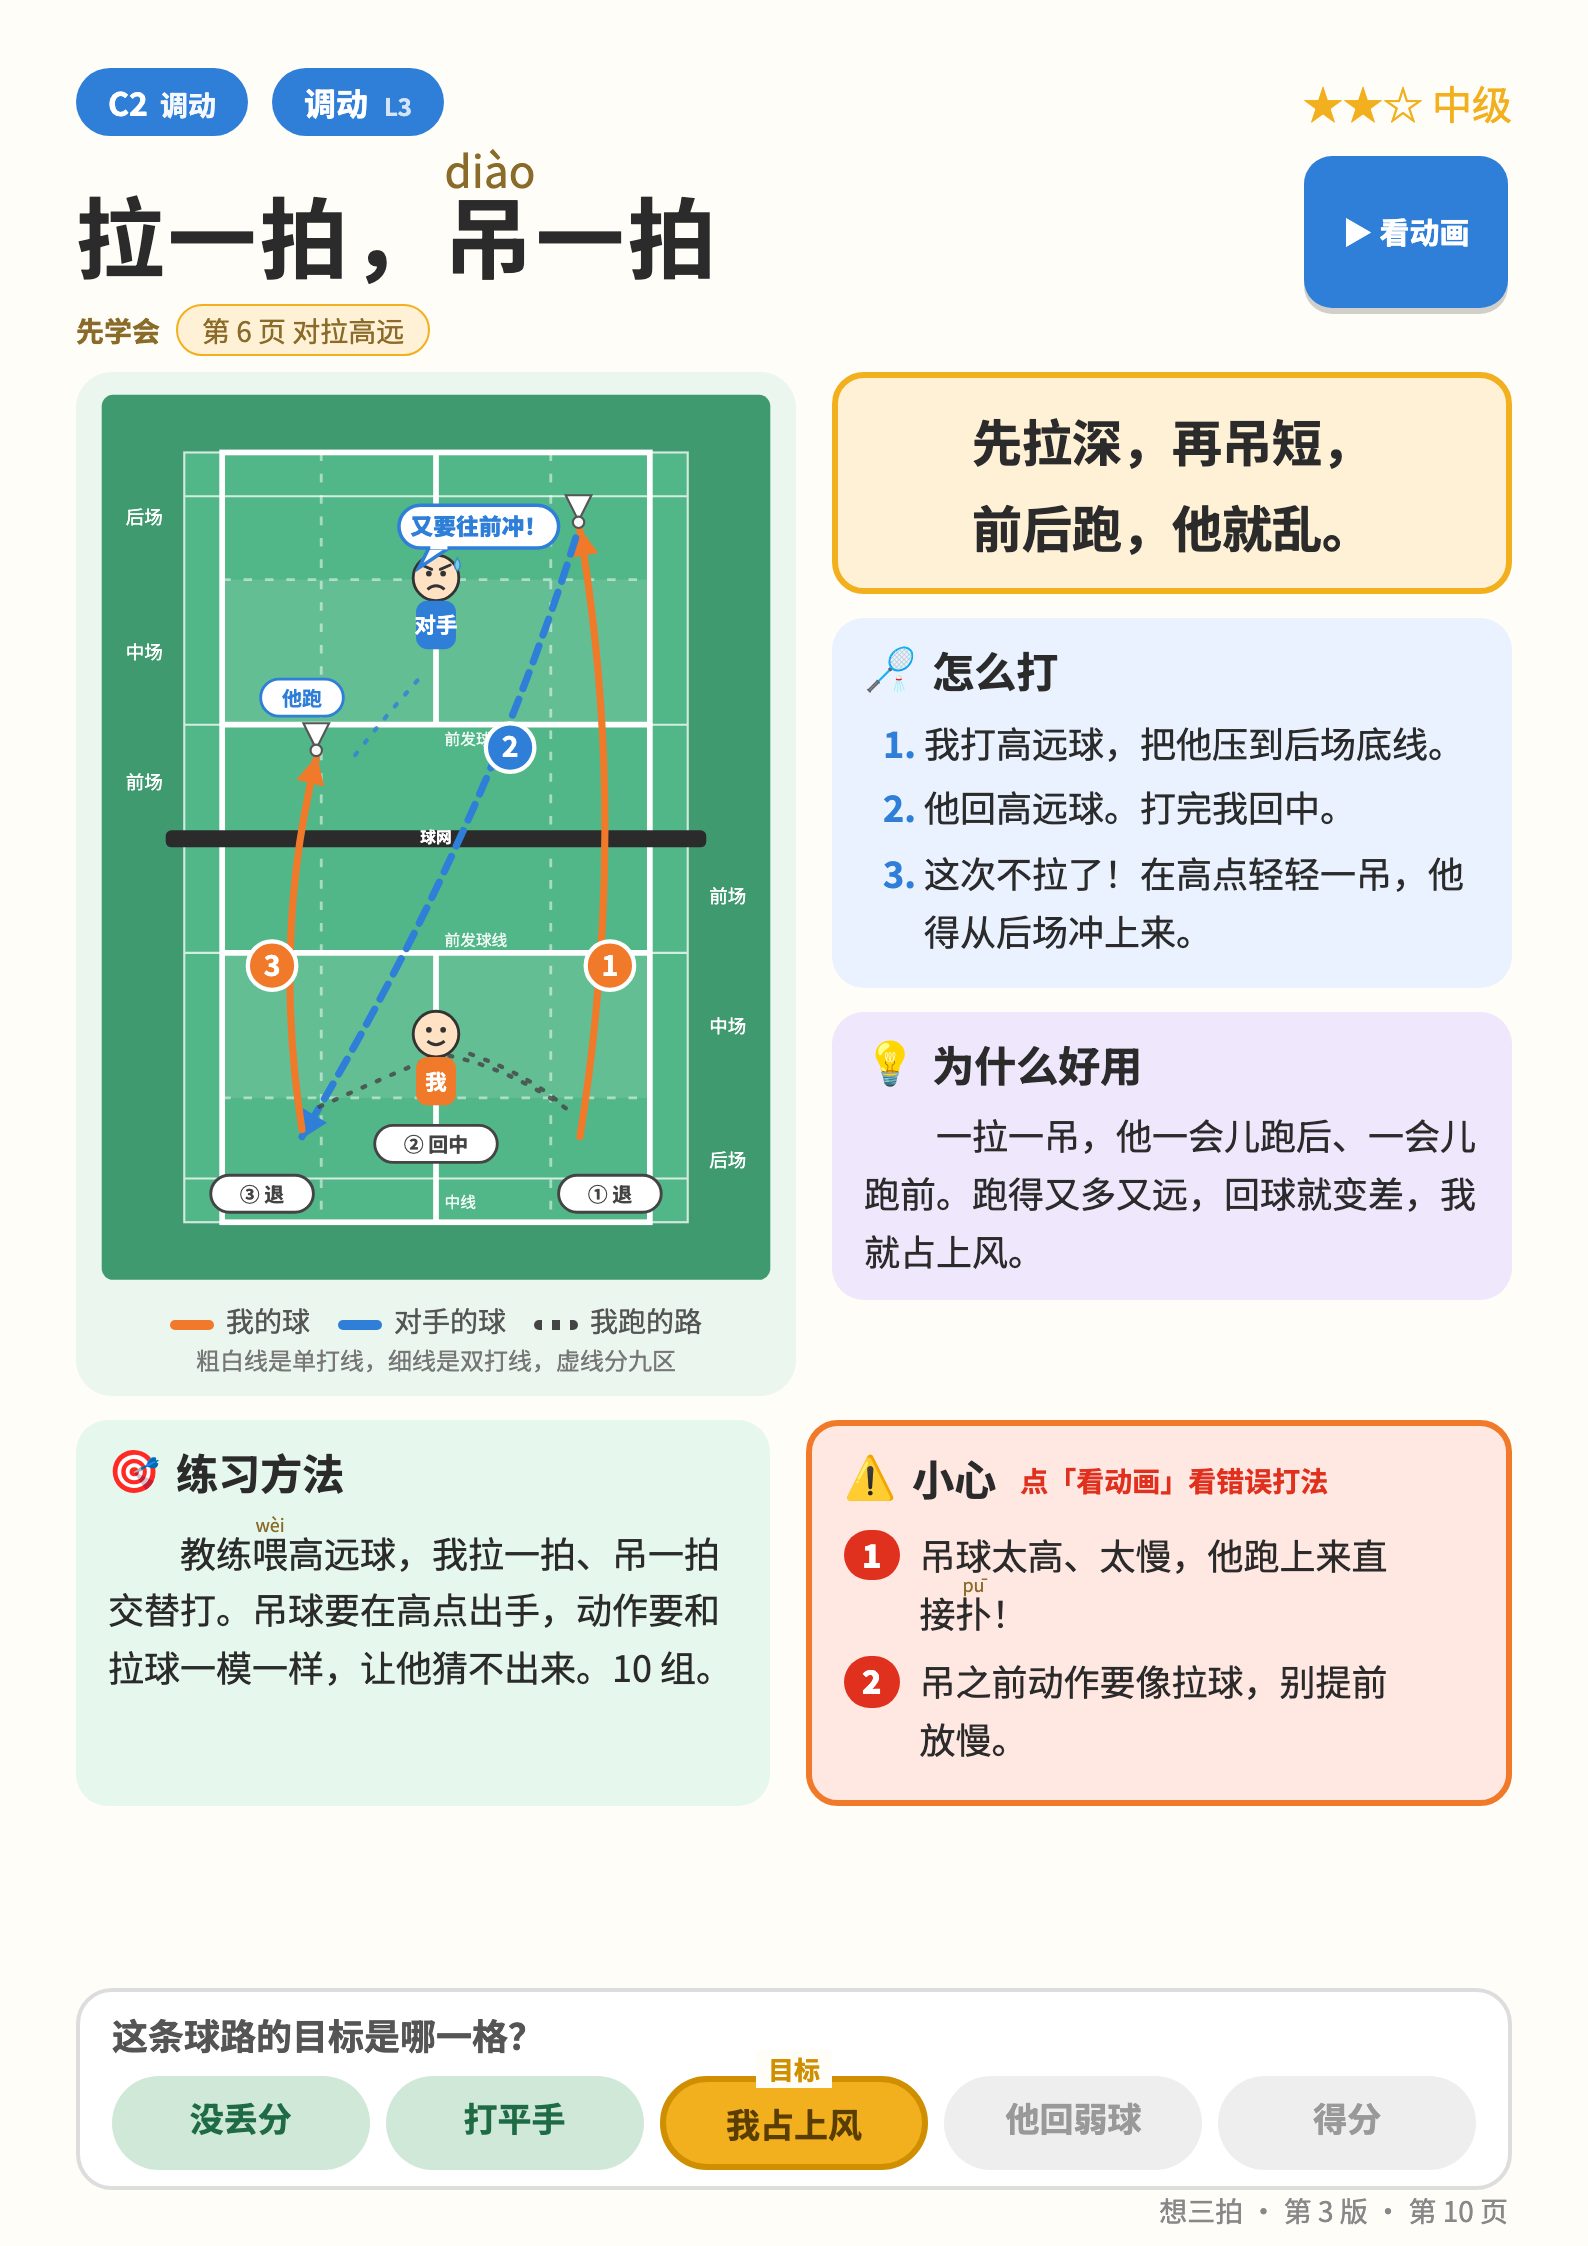 C2 调动
调动 L3
★★☆ 中级
diào
拉一拍，吊一拍
▶ 看动画
先学会 第 6 页 对拉高远
后场
又要往前冲！
对手
中场
他跑
前发球
2
前场
球网
前场
前发球线
3
1
中场
我
② 回中
后场
③ 退
① 退
中线
我的球 对手的球 我跑的路
粗白线是单打线，细线是双打线，虚线分九区
先拉深，再吊短，
前后跑，他就乱。
怎么打
1. 我打高远球，把他压到后场底线。
2. 他回高远球。打完我回中。
3. 这次不拉了！在高点轻轻一吊，他
得从后场冲上来。
为什么好用
一拉一吊，他一会儿跑后、一会儿
跑前。跑得又多又远，回球就变差，我
就占上风。
练习方法
wèi
教练喂高远球，我拉一拍、吊一拍
交替打。吊球要在高点出手，动作要和
拉球一模一样，让他猜不出来。10 组。
小心 点「看动画」看错误打法
1 吊球太高、太慢，他跑上来直
pū
接扑！
2 吊之前动作要像拉球，别提前
放慢。
这条球路的目标是哪一格？
目标
没丢分 打平手 我占上风 他回弱球 得分
想三拍 · 第 3 版 · 第 10 页